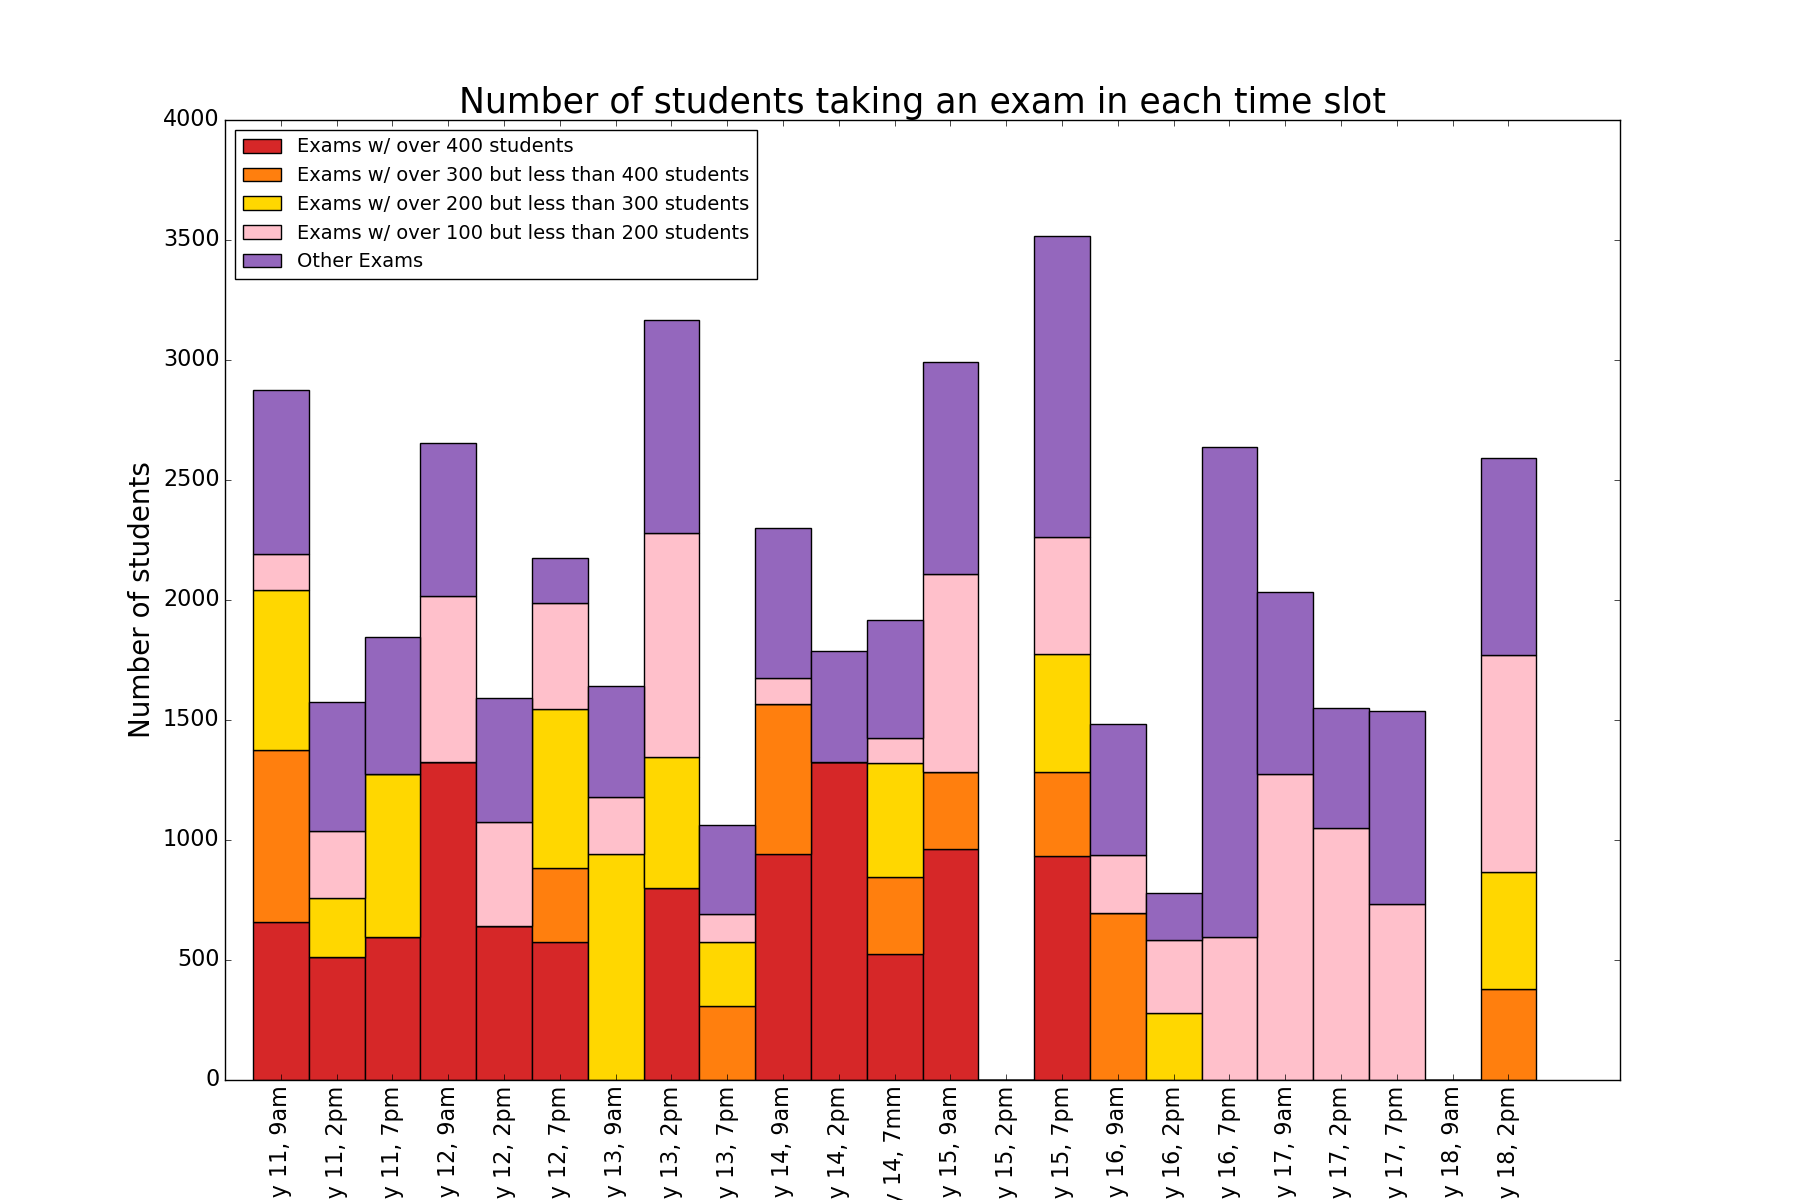 Number of students taking an exam in each time slot
Exams w/ over 400 students
Exams w/ over 300 but less than 400 students
Exams w/ over 200 but less than 300 students
Exams w/ over 100 but less than 200 students
Other Exams
Number of students
4000
3500
3000
2500
2000
1500
1000
500
0
y 11, 9am
y 11, 2pm
y 11, 7pm
y 12, 9am
y 12, 2pm
y 12, 7pm
y 13, 9am
y 13, 2pm
y 13, 7pm
y 14, 9am
y 14, 2pm
y 14, 7mm
y 15, 9am
y 15, 2pm
y 15, 7pm
y 16, 9am
y 16, 2pm
y 16, 7pm
y 17, 9am
y 17, 2pm
y 17, 7pm
y 18, 9am
y 18, 2pm